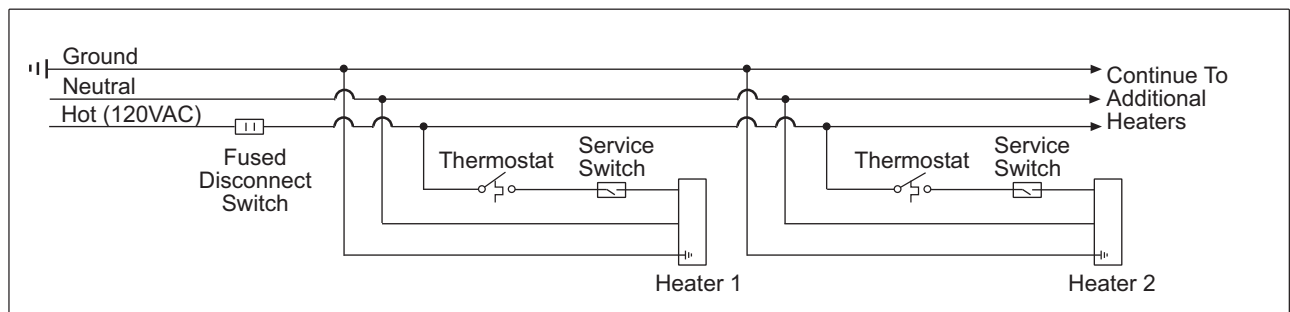 Ground
Neutral
Hot (120VAC)
Fused
Disconnect
Switch
Thermostat
Service
Switch
Heater 1
Thermostat
Service
Switch
Heater 2
Continue To
Additional
Heaters